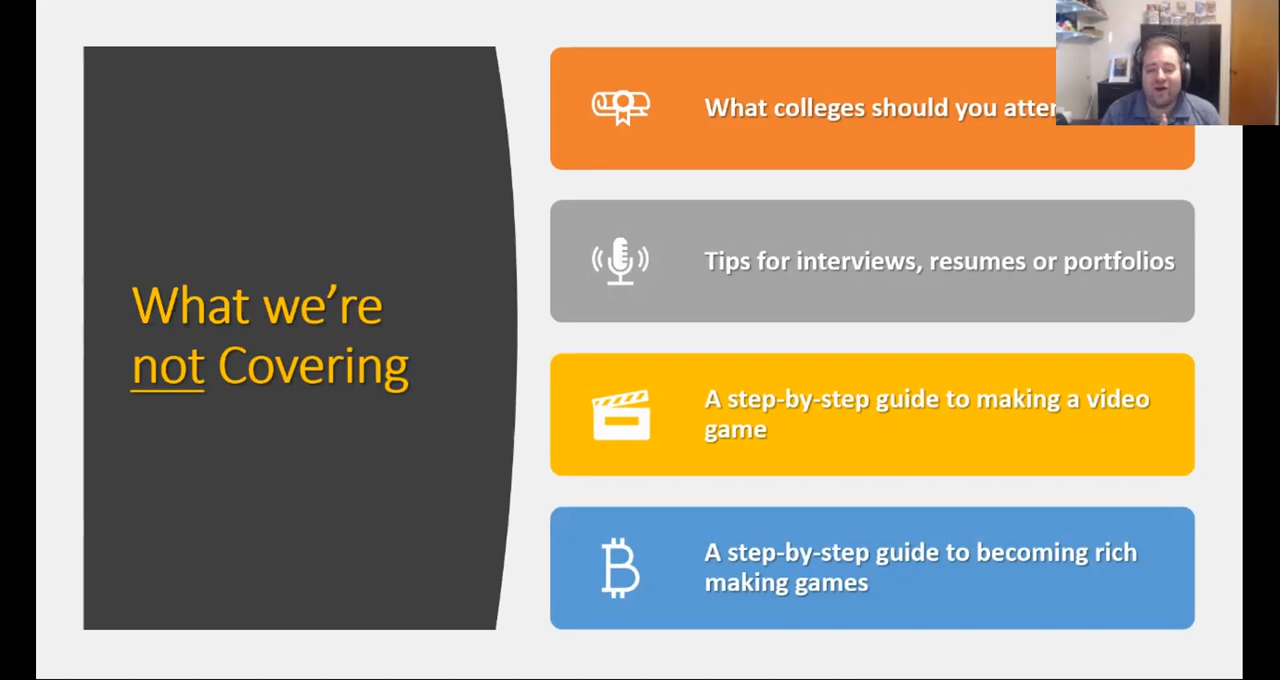 What we’re
not Covering
What colleges should you
Tips for interviews, resumes or portfolios
A step-by-step guide to making a video
game
A step-by-step guide to becoming rich
making games